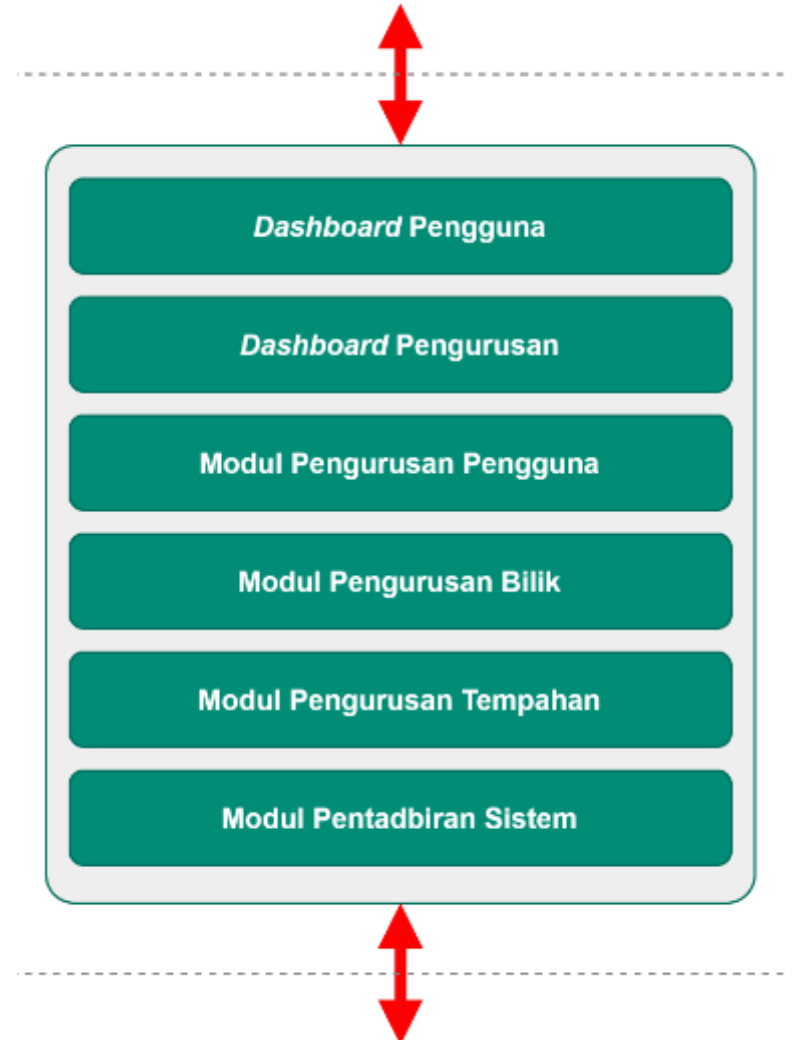 Dashboard Pengguna
Dashboard Pengurusan
Modul Pengurusan Pengguna
Modul Pengurusan Bilik
Modul Pengurusan Tempahan
Modul Pentadbiran Sistem